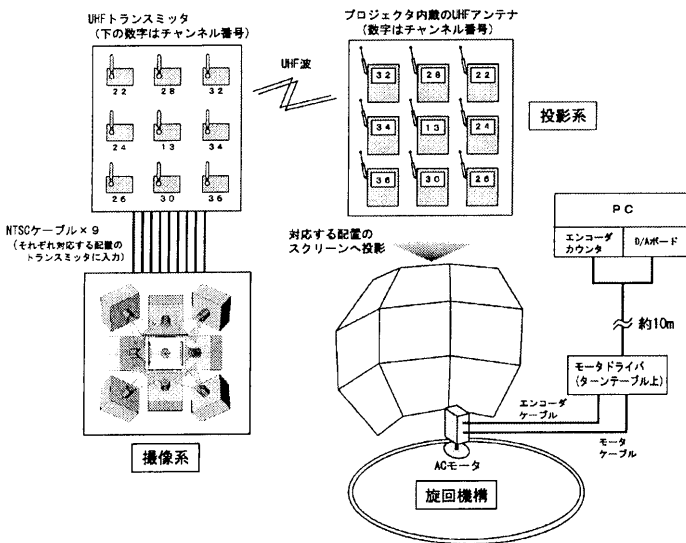 UHFトランスミッタ
(下の数字はチャンネル番号)
22 28 32
24 13 34
26 30 36
UHF波
プロジェクタ内蔵のUHFアンテナ
(数字はチャンネル番号)
32 28 22
34 13 24
36 30 26
投影系
NTSCケーブル×9
(それぞれ対応する配置の
トランスミッタに入力)
撮像系
対応する配置の
スクリーンへ投影
PC
エンコーダ
カウンタ
D/Aボード
約10m
モータドライバ
(ターンテーブル上)
エンコーダ
ケーブル
モータ
ケーブル
ACモータ
旋回機構